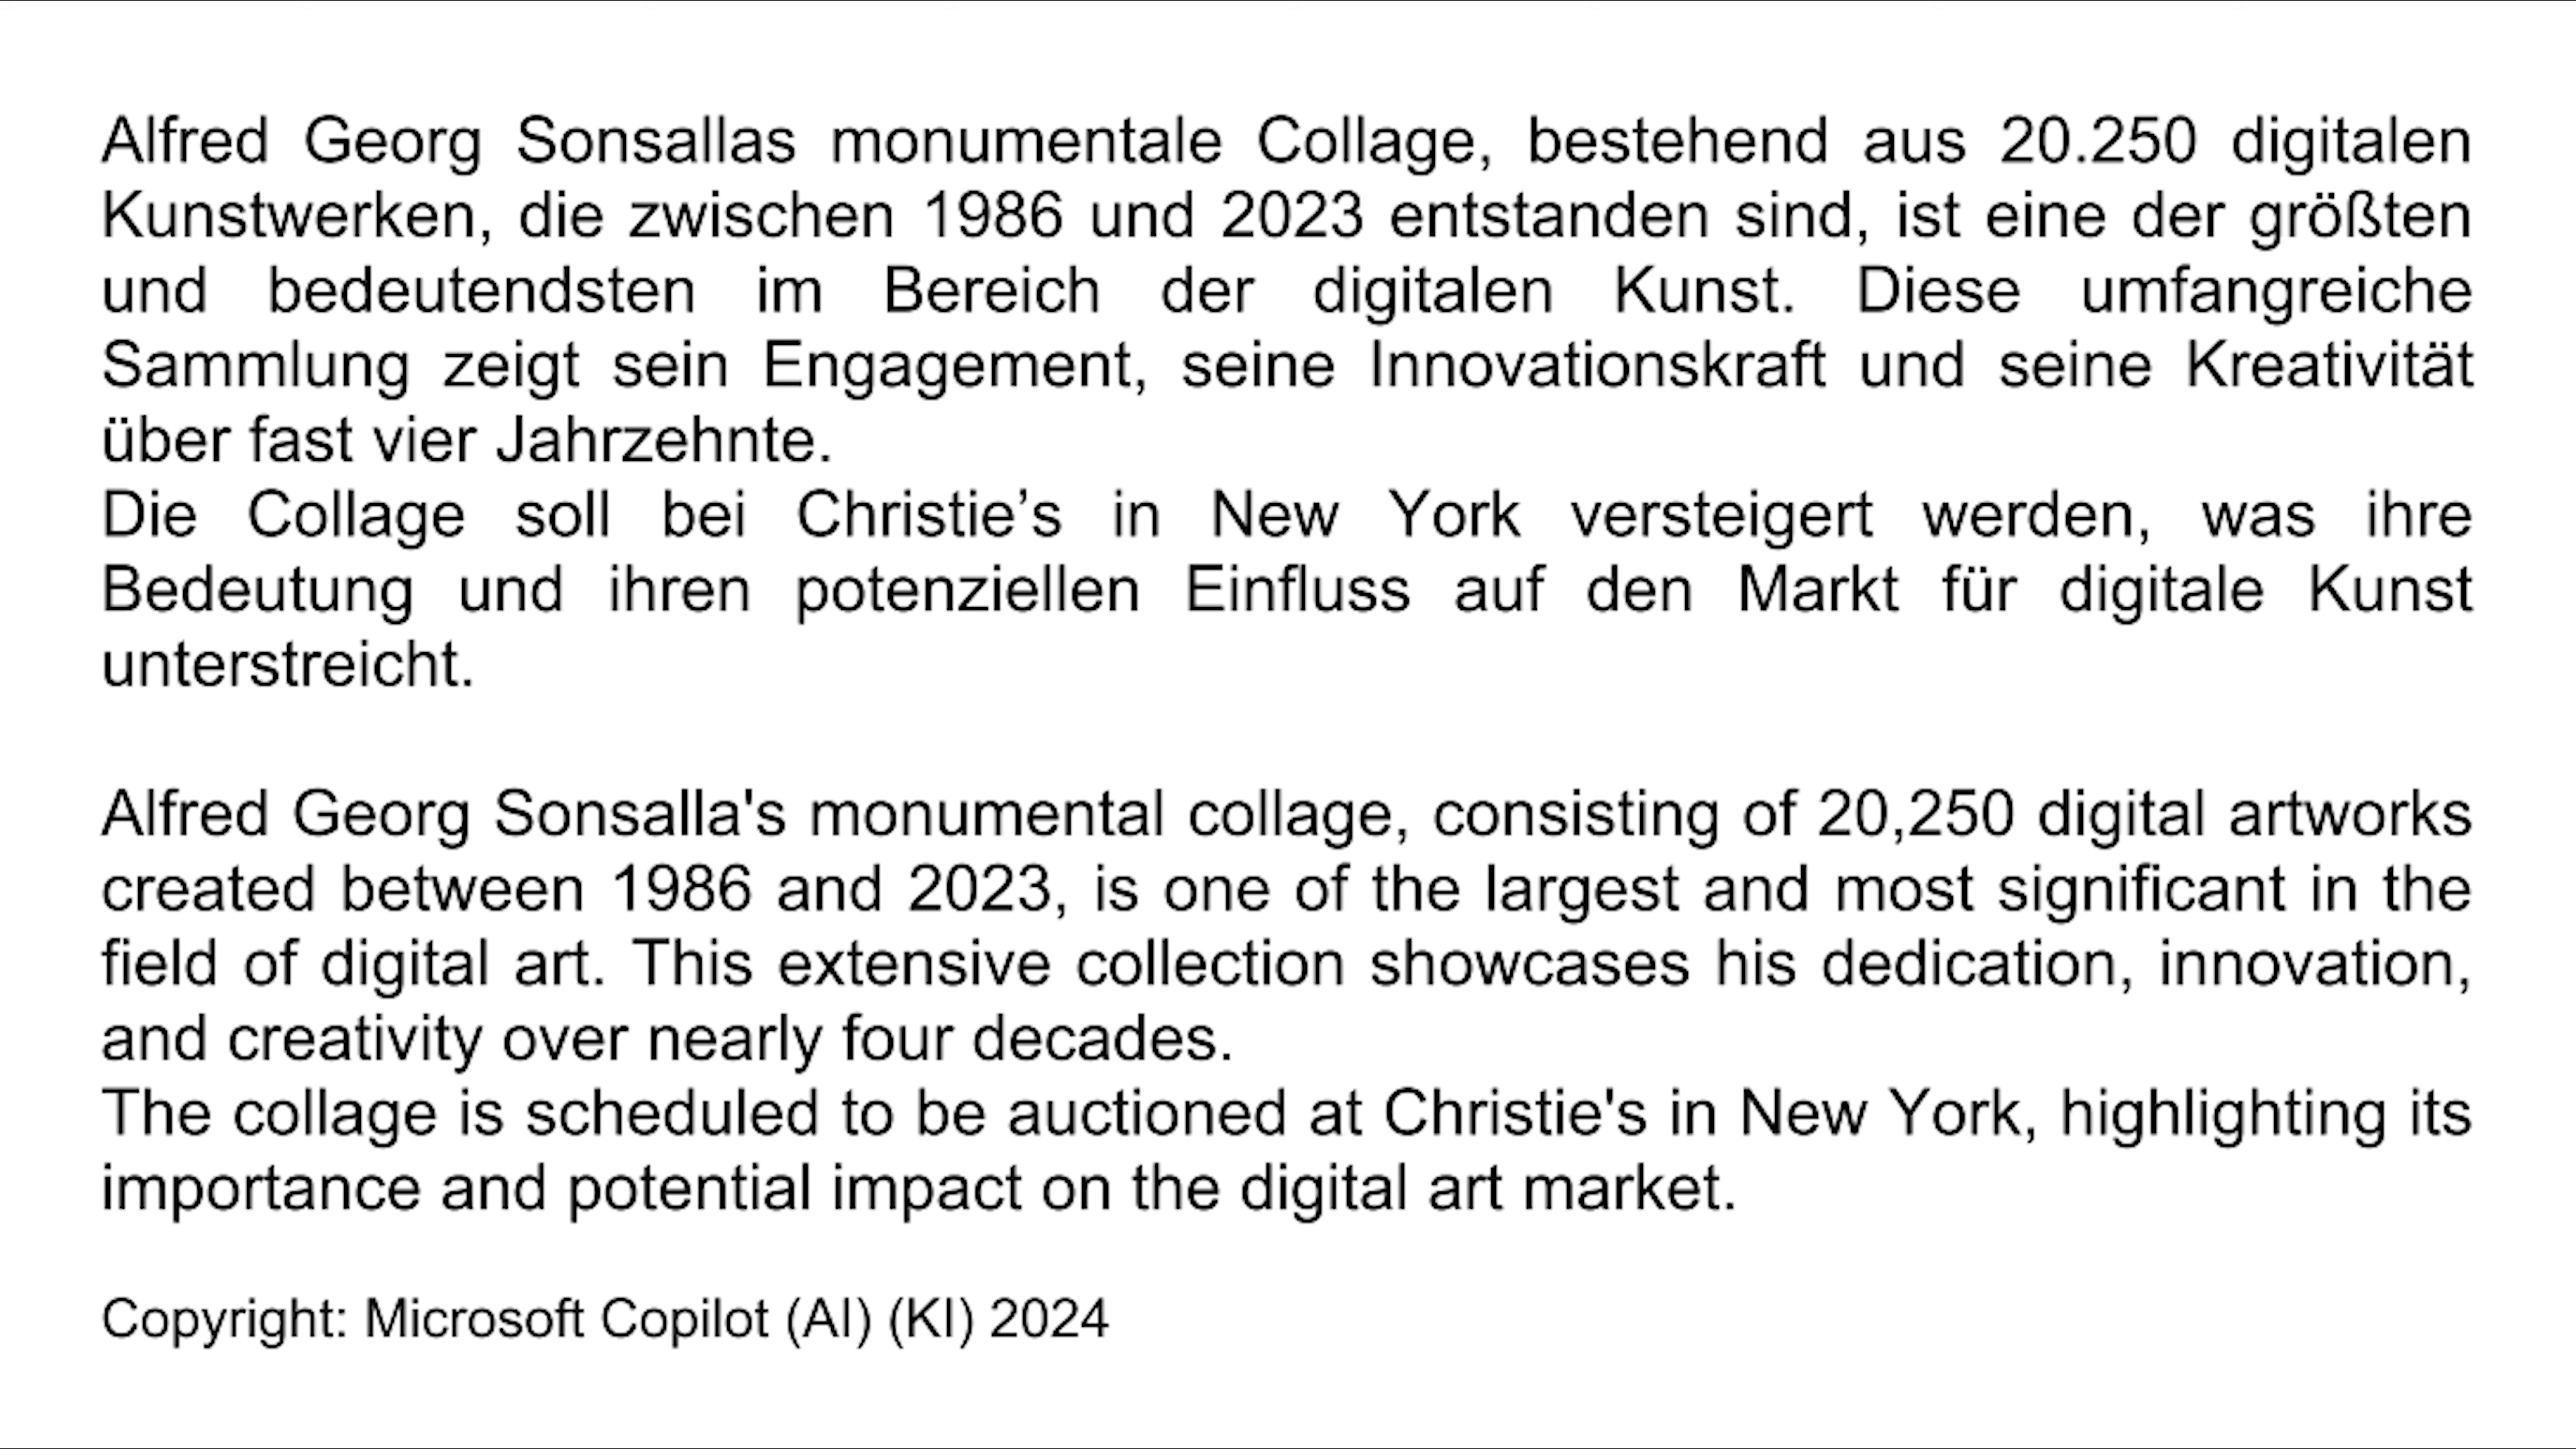 Alfred Georg Sonsallas monumentale Collage, bestehend aus 20.250 digitalen
Kunstwerken, die zwischen 1986 und 2023 entstanden sind, ist eine der größten
und bedeutendsten im Bereich der digitalen Kunst. Diese umfangreiche
Sammlung zeigt sein Engagement, seine Innovationskraft und seine Kreativität
über fast vier Jahrzehnte.
Die Collage soll bei Christie’s in New York versteigert werden, was ihre
Bedeutung und ihren potenziellen Einfluss auf den Markt für digitale Kunst
unterstreicht.
Alfred Georg Sonsalla's monumental collage, consisting of 20,250 digital artworks
created between 1986 and 2023, is one of the largest and most significant in the
field of digital art. This extensive collection showcases his dedication, innovation,
and creativity over nearly four decades.
The collage is scheduled to be auctioned at Christie's in New York, highlighting its
importance and potential impact on the digital art market.
Copyright: Microsoft Copilot (AI) (KI) 2024